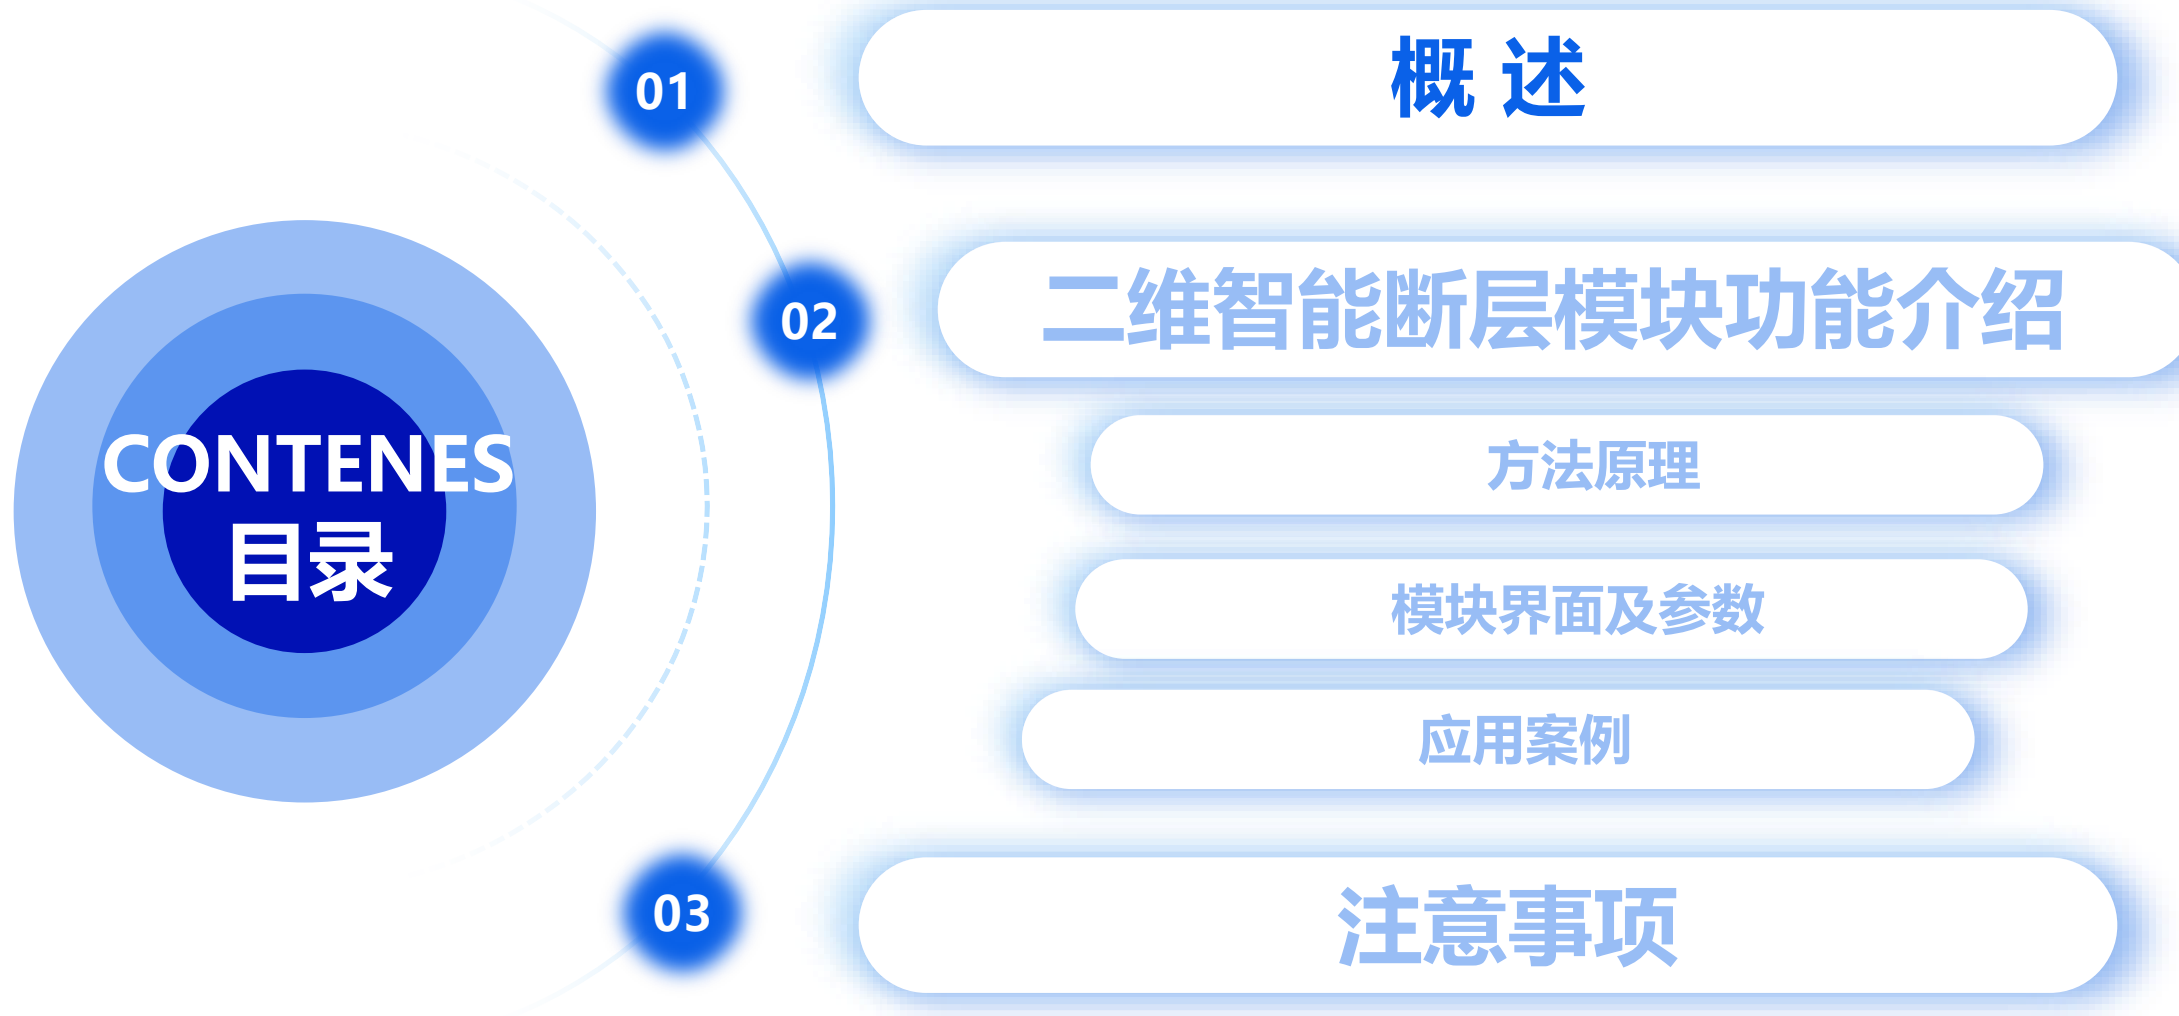 CONTENES
目录
01
概 述
02
二维智能断层模块功能介绍
方法原理
模块界面及参数
应用案例
03
注意事项